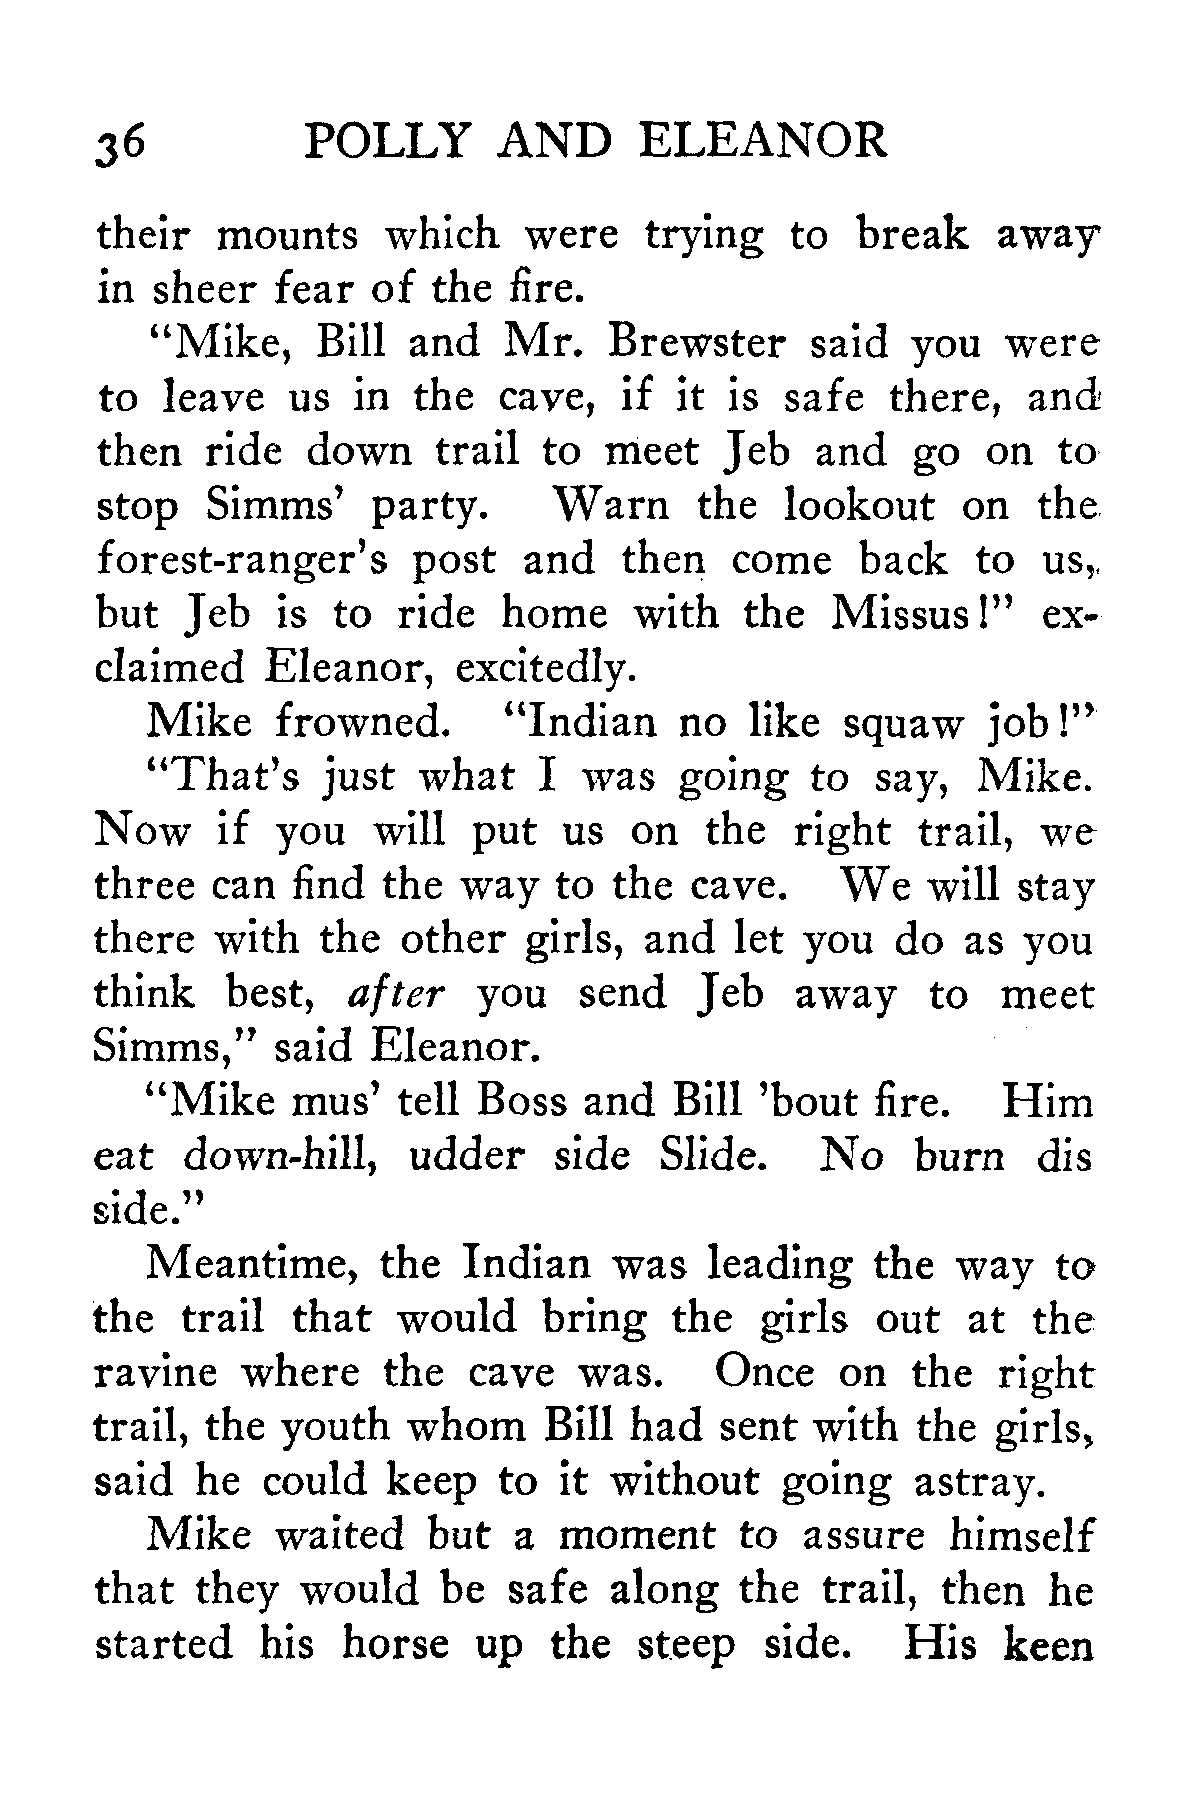 36 POLLY AND ELEANOR
their mounts which were trying to break away
in sheer fear of the fire.
"Mike, Bill and Mr. Brewster said you were
to leave us in the cave, if it is safe there, and
then ride down trail to meet Jeb and go on to
stop Simms' party. Warn the lookout on the
forest-ranger's post and then come back to us,
but Jeb is to ride home with the Missus!" ex-
claimed Eleanor, excitedly.
Mike frowned. "Indian no like squaw job!"
"That's just what I was going to say, Mike.
Now if you will put us on the right trail, we
three can find the way to the cave. We will stay
there with the other girls, and let you do as you
think best, after you send Jeb away to meet
Simms," said Eleanor.
"Mike mus' tell Boss and Bill 'bout fire. Him
eat down-hill, udder side Slide. No burn dis
side."
Meantime, the Indian was leading the way to
the trail that would bring the girls out at the
ravine where the cave was. Once on the right
trail, the youth whom Bill had sent with the girls,
said he could keep to it without going astray.
Mike waited but a moment to assure himself
that they would be safe along the trail, then he
started his horse up the steep side. His keen